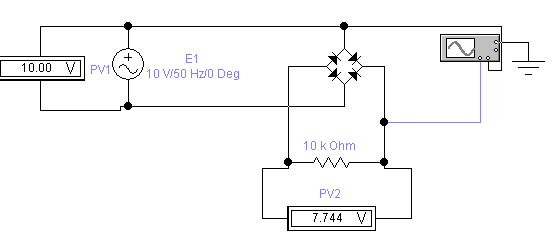 10.00 V
PV1
E1
10 V/50 Hz/0 Deg
+
10 k Ohm
PV2
7.744 V